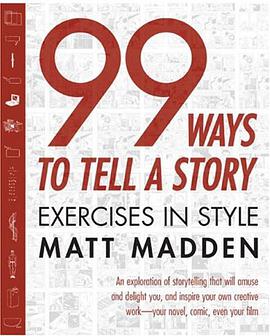 99 WAYS
TO TELL A STORY
EXERCISES IN STYLE
MATT MADDEN
An exploration of storytelling that will amuse
and delight you, and inspire your own creative
work—your novel, comic, even your film